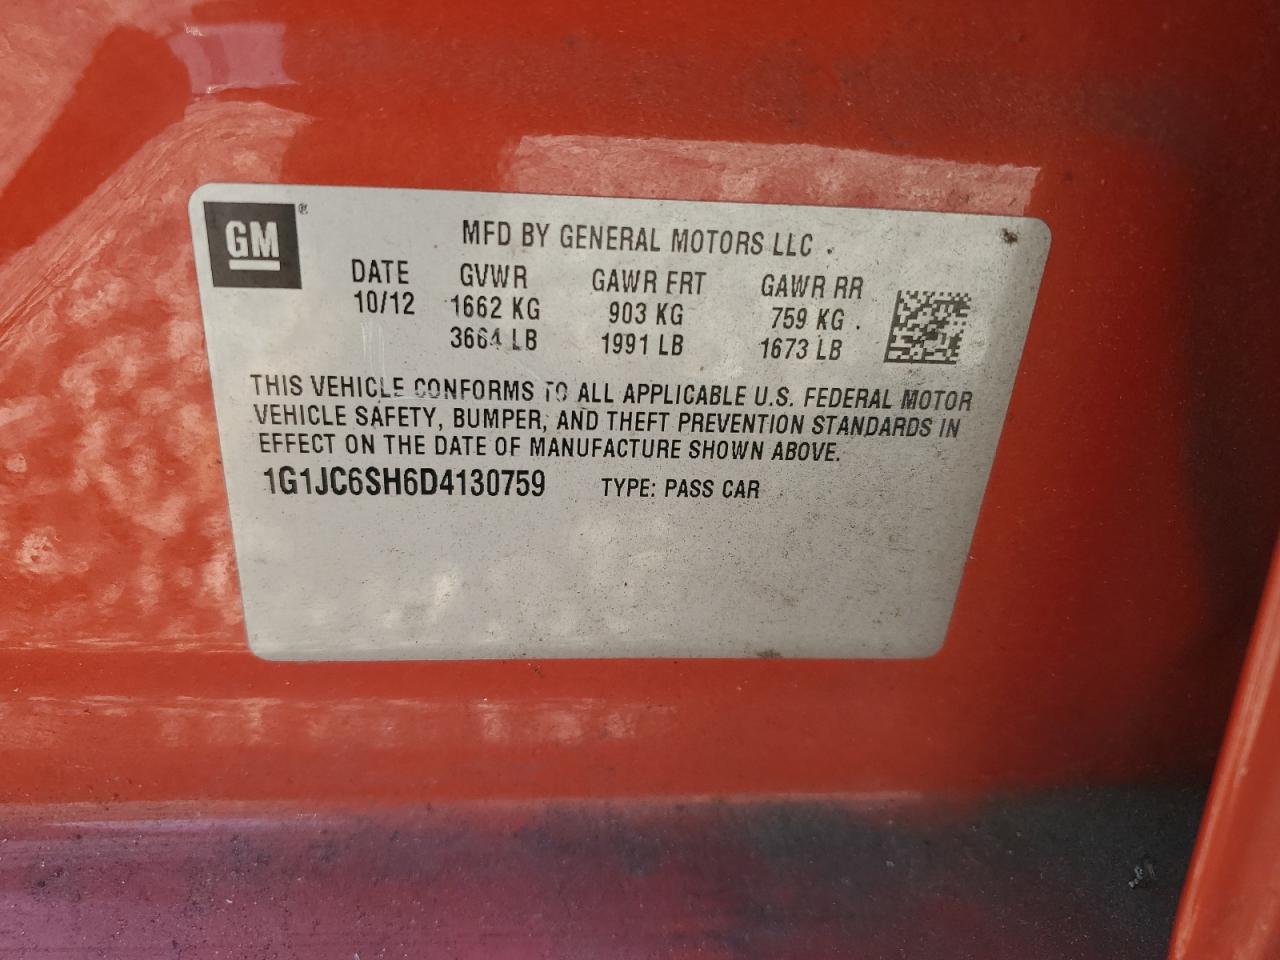 GM ®
MFD BY GENERAL MOTORS LLC
DATE GVWR GAWR FRT GAWR RR
10/12 1662 KG 903 KG 759 KG
3664 LB 1991 LB 1673 LB
THIS VEHICLE CONFORMS TO ALL APPLICABLE U.S. FEDERAL MOTOR
VEHICLE SAFETY, BUMPER, AND THEFT PREVENTION STANDARDS IN
EFFECT ON THE DATE OF MANUFACTURE SHOWN ABOVE.
1G1JC6SH6D4130759 TYPE: PASS CAR